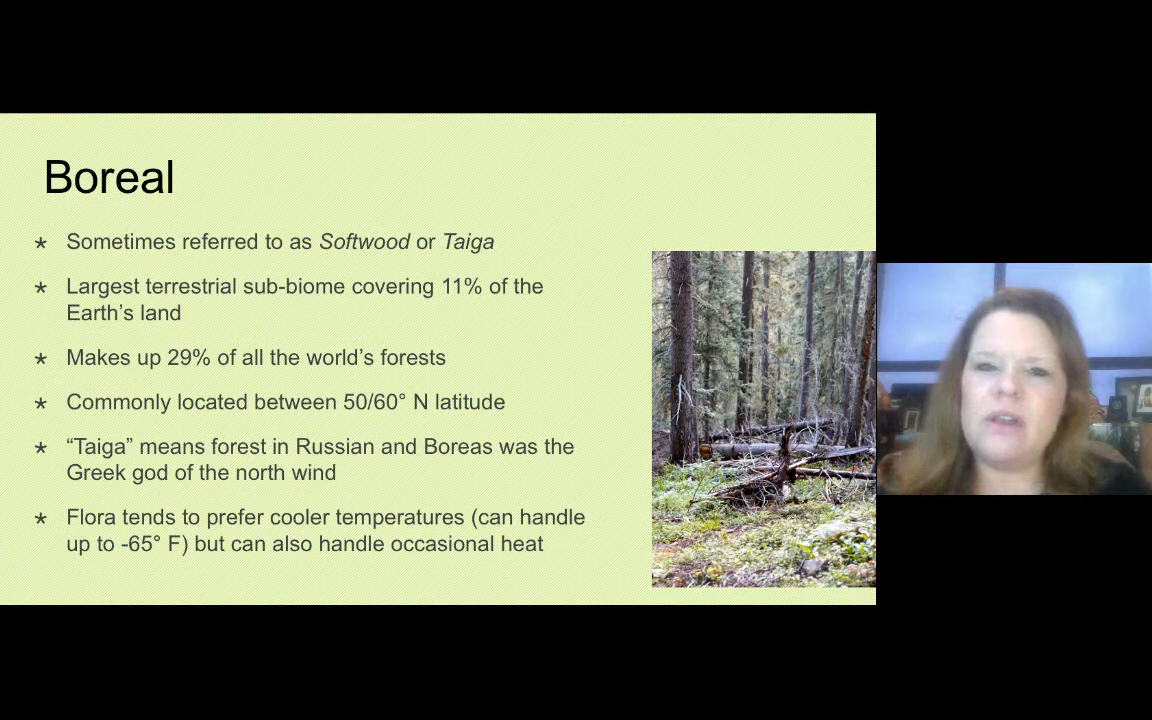 Boreal
* Sometimes referred to as Softwood or Taiga
* Largest terrestrial sub-biome covering 11% of the
Earth’s land
* Makes up 29% of all the world’s forests
* Commonly located between 50/60° N latitude
* “Taiga” means forest in Russian and Boreas was the
Greek god of the north wind
* Flora tends to prefer cooler temperatures (can handle
up to -65° F) but can also handle occasional heat